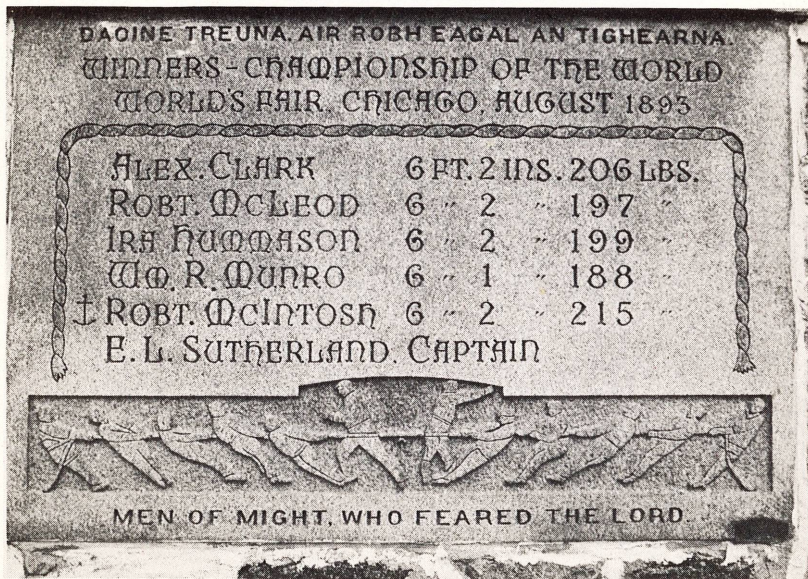 DAOINE TREUNA. AIR ROBH EAGAL AN TIGHEARNA.
WINNERS - CHAMPIONSHIP OF THE WORLD
WORLD'S FAIR, CHICAGO, AUGUST 1893
ALEX. CLARK 6 FT. 2 INS. 206 LBS.
ROBT. MCLEOD 6 " 2 " 197 "
IRA HUMMASON 6 " 2 " 199 "
WM. R. MUNRO 6 " 1 " 188 "
‡ ROBT. MCINTOSH 6 " 2 " 215 "
E. L. SUTHERLAND. CAPTAIN
MEN OF MIGHT, WHO FEARED THE LORD.